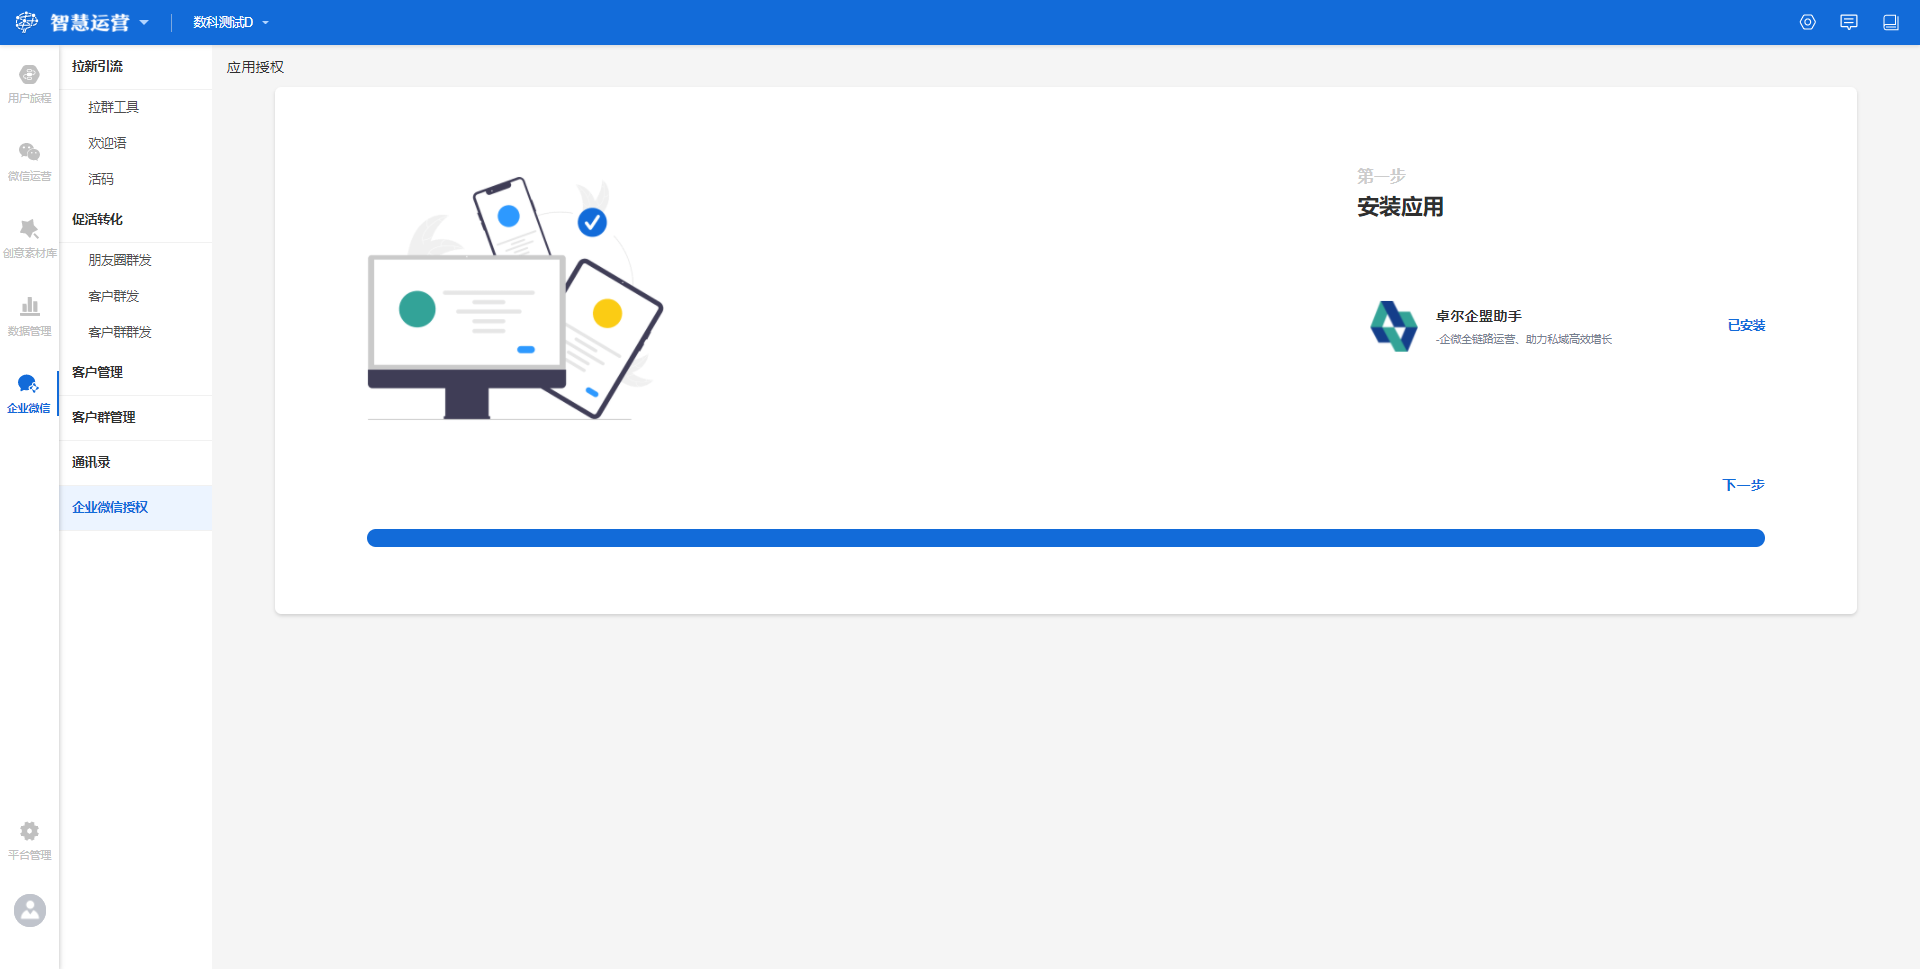 智慧运营
数科测试D
用户旅程
微信运营
创意素材库
数据管理
企业微信
平台管理
拉新引流
拉群工具
欢迎语
活码
促活转化
朋友圈群发
客户群发
客户群群发
客户管理
客户群管理
通讯录
企业微信授权
应用授权
第一步
安装应用
卓尔企盟助手
-企微全链路运营、助力私域高效增长
已安装
下一步